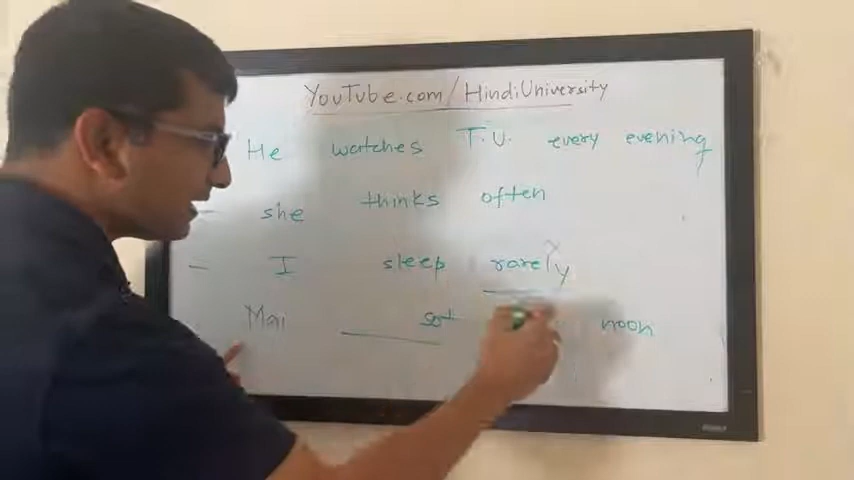 YouTube.com/HindiUniversity
He watches T.V. every evening
- she thinks often
- I sleep rarely
Mai noon